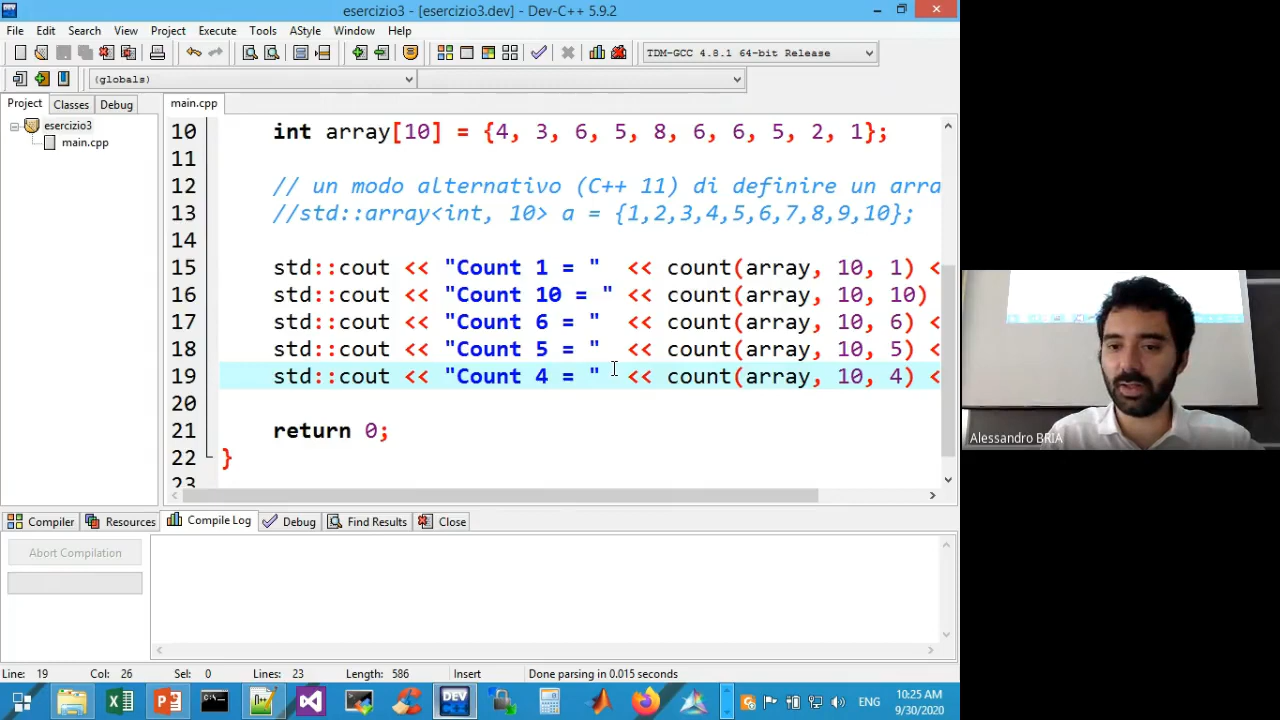 esercizio3 - [esercizio3.dev] - Dev-C++ 5.9.2
File Edit Search View Project Execute Tools AStyle Window Help
TDM-GCC 4.8.1 64-bit Release
(globals)
Project Classes Debug
main.cpp
esercizio3
main.cpp
10 int array[10] = {4, 3, 6, 5, 8, 6, 6, 5, 2, 1};
11
12 // un modo alternativo (C++ 11) di definire un arra
13 //std::array<int, 10> a = {1,2,3,4,5,6,7,8,9,10};
14
15 std::cout << "Count 1 = " << count(array, 10, 1) <
16 std::cout << "Count 10 = " << count(array, 10, 10)
17 std::cout << "Count 6 = " << count(array, 10, 6) <
18 std::cout << "Count 5 = " << count(array, 10, 5) <
19 std::cout << "Count 4 = " << count(array, 10, 4) <
20
21 return 0;
22 }
23
Alessandro BRIA
Compiler Resources Compile Log Debug Find Results Close
Abort Compilation
Line: 19 Col: 26 Sel: 0 Lines: 23 Length: 586 Insert Done parsing in 0.015 seconds
DEV
ENG
10:25 AM
9/30/2020